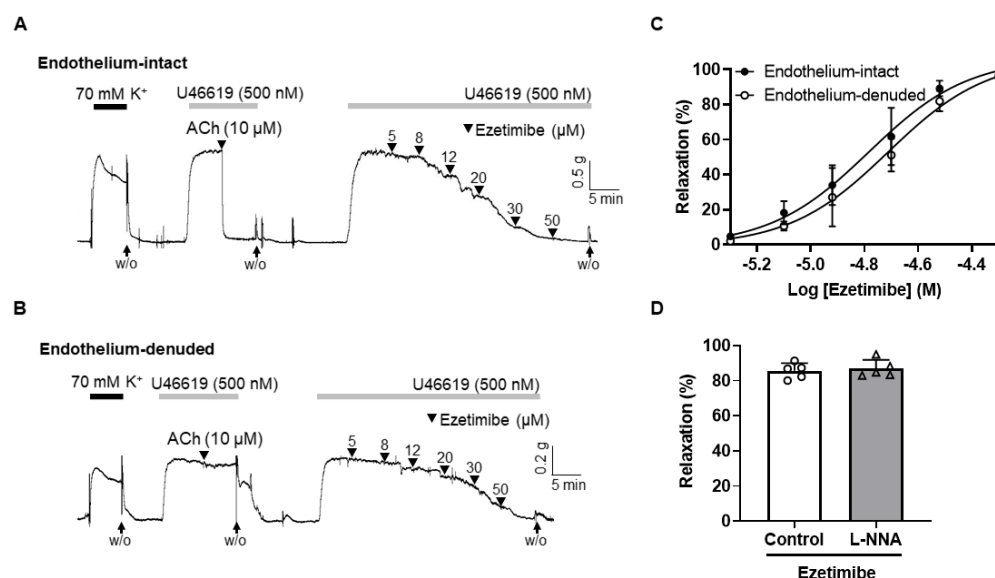 A
Endothelium-intact
70 mM K⁺
U46619 (500 nM)
U46619 (500 nM)
ACh (10 µM)
▼Ezetimibe (µM)
5
8
12
20
30
50
0.5 g
5 min
w/o
w/o
w/o
B
Endothelium-denuded
70 mM K⁺
U46619 (500 nM)
U46619 (500 nM)
ACh (10 µM)
▼Ezetimibe (µM)
5
8
12
20
30
50
0.2 g
5 min
w/o
w/o
w/o
C
Relaxation (%)
100
80
60
40
20
0
Endothelium-intact
Endothelium-denuded
-5.2 -5.0 -4.8 -4.6 -4.4
Log [Ezetimibe] (M)
D
Relaxation (%)
100
80
60
40
20
0
Control L-NNA
Ezetimibe